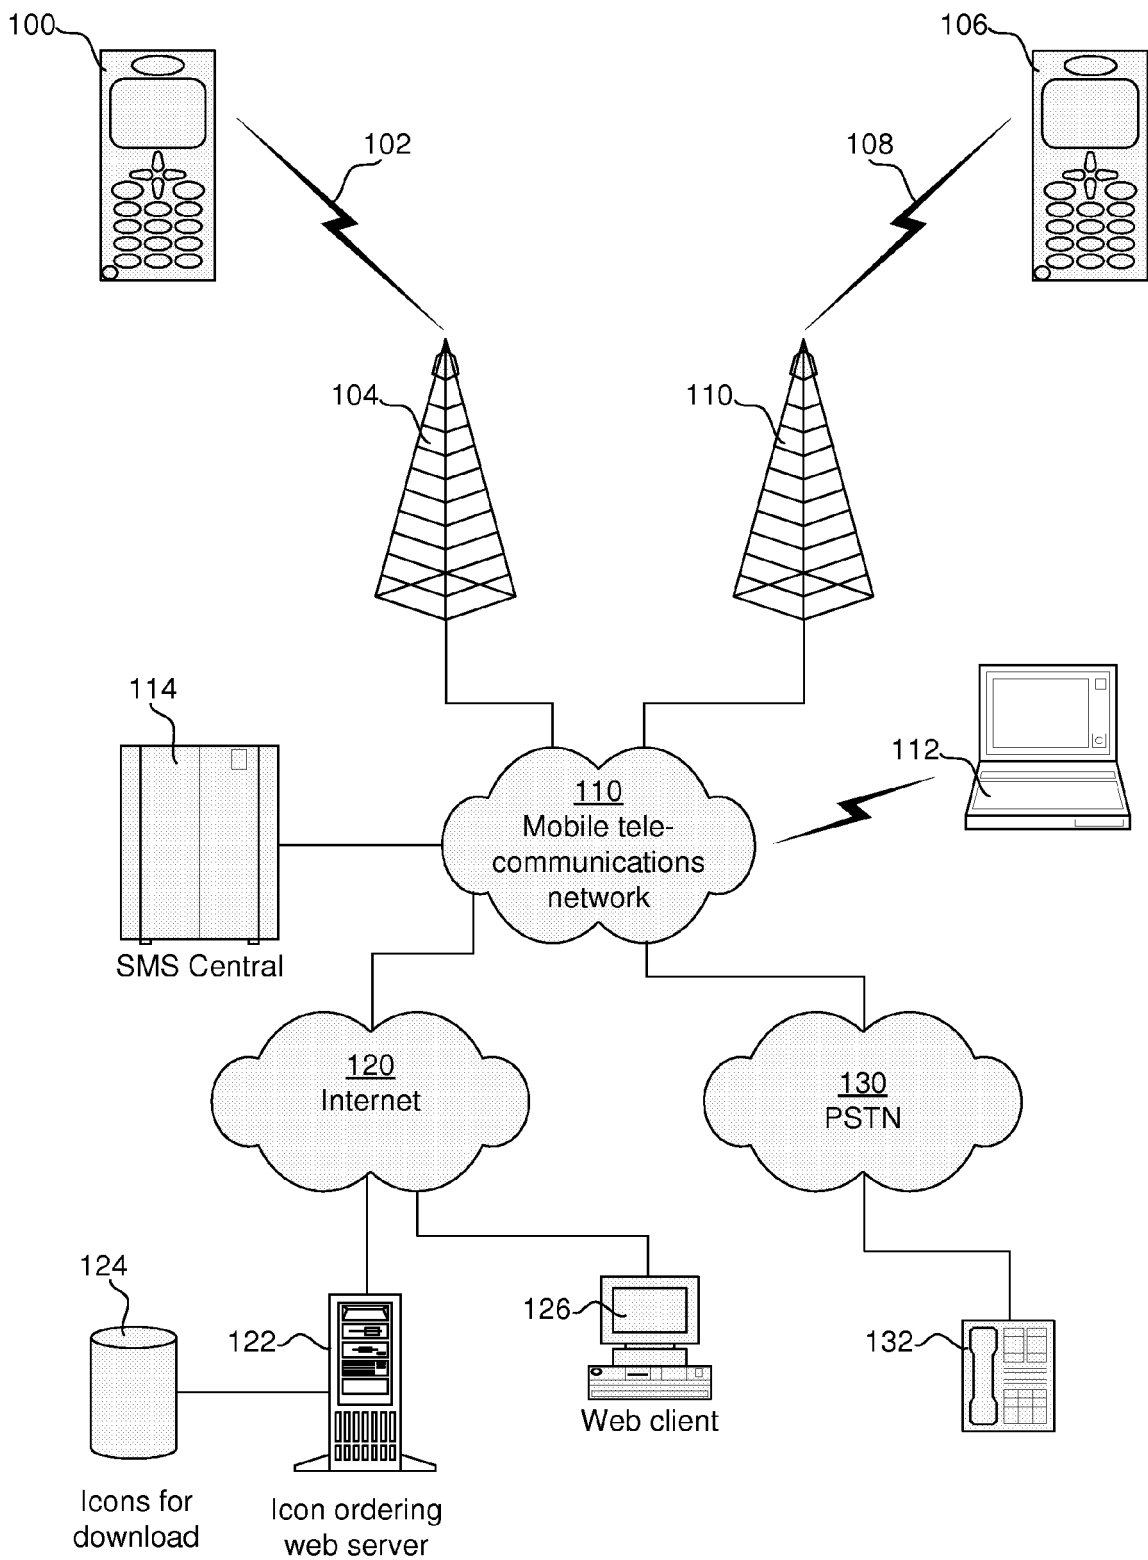 100
106
102
108
104
110
114
112
110
Mobile tele-
communications
network
SMS Central
120
Internet
130
PSTN
124
122
126
132
Web client
Icons for
download
Icon ordering
web server